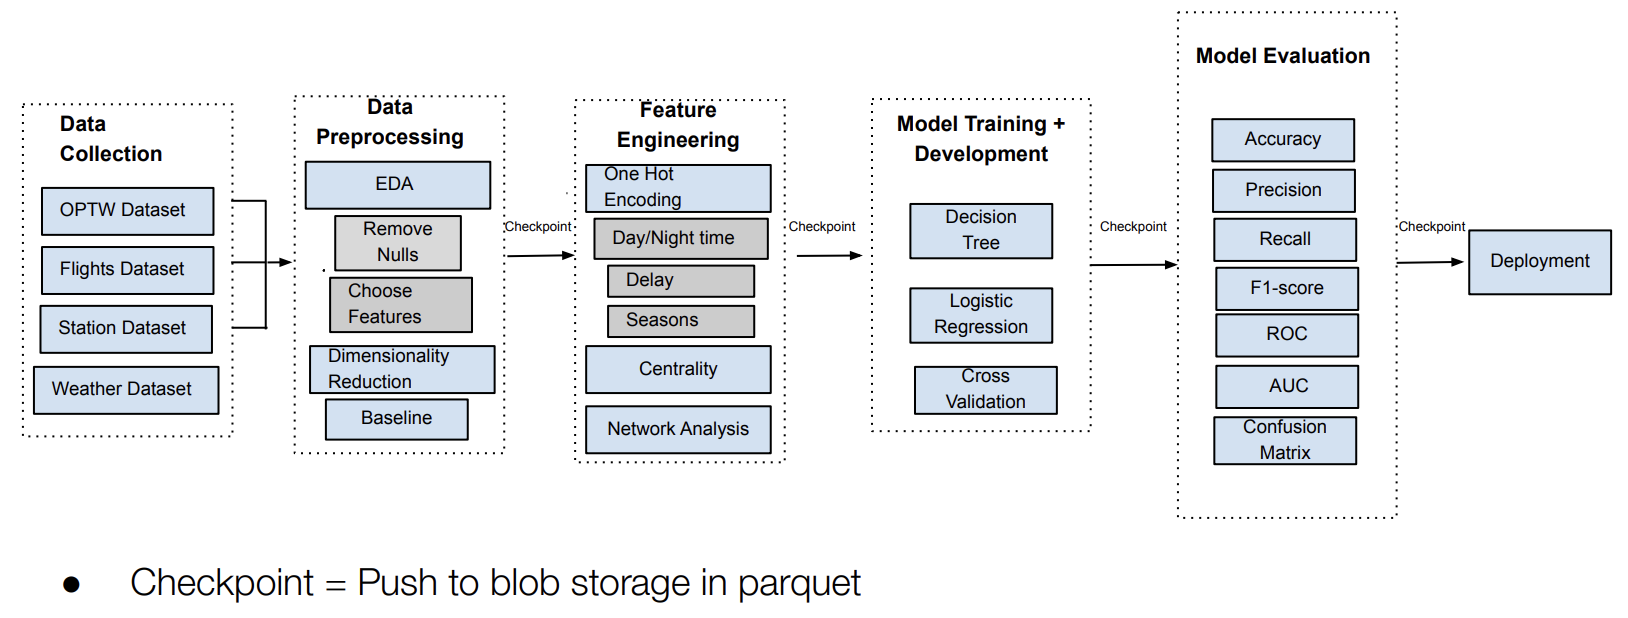 Data
Collection
OPTW Dataset
Flights Dataset
Station Dataset
Weather Dataset
Data
Preprocessing
EDA
Remove
Nulls
Choose
Features
Dimensionality
Reduction
Baseline
Checkpoint
Feature
Engineering
One Hot
Encoding
Day/Night time
Delay
Seasons
Centrality
Network Analysis
Checkpoint
Model Training +
Development
Decision
Tree
Logistic
Regression
Cross
Validation
Checkpoint
Model Evaluation
Accuracy
Precision
Recall
F1-score
ROC
AUC
Confusion
Matrix
Checkpoint
Deployment
● Checkpoint = Push to blob storage in parquet